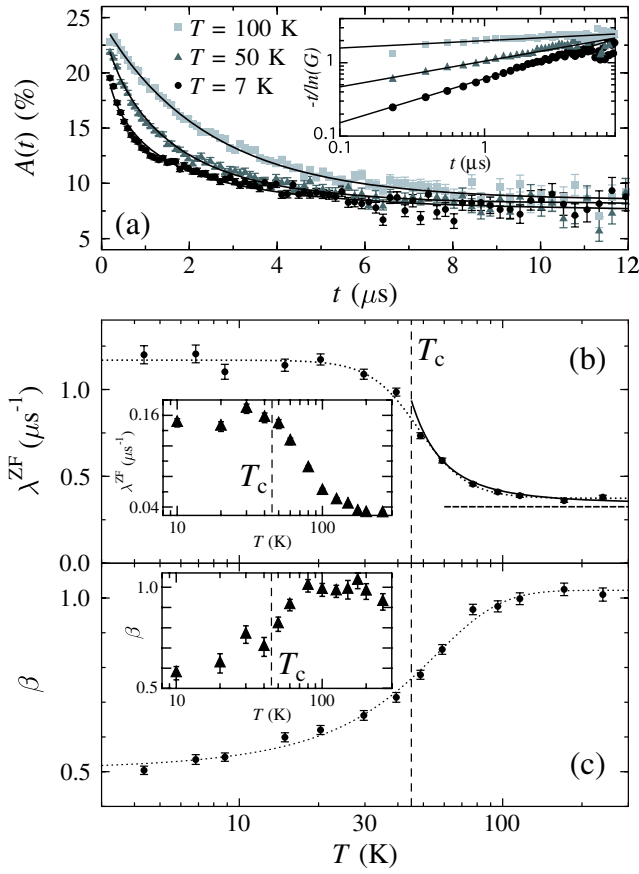 25
20
15
10
5
A(t) (%)
T = 100 K
T = 50 K
T = 7 K
-t/ln(G)
1
0.1
0.1
1
t (μs)
(a)
0
2
4
6
8
10
12
t (μs)
1.0
0.5
0.0
λ^ZF (μs⁻¹)
T_c
(b)
0.16
0.04
λ^ZF (μs⁻¹)
T_c
10
100
T (K)
1.0
0.5
β
1.0
0.5
β
T_c
10
100
T (K)
(c)
10
30
100
T (K)